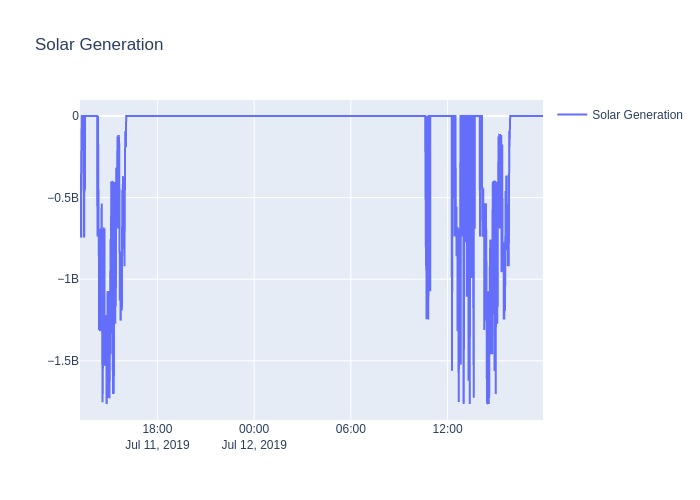 Solar Generation
0
−0.5B
−1B
−1.5B
Solar Generation
18:00
Jul 11, 2019
00:00
Jul 12, 2019
06:00
12:00